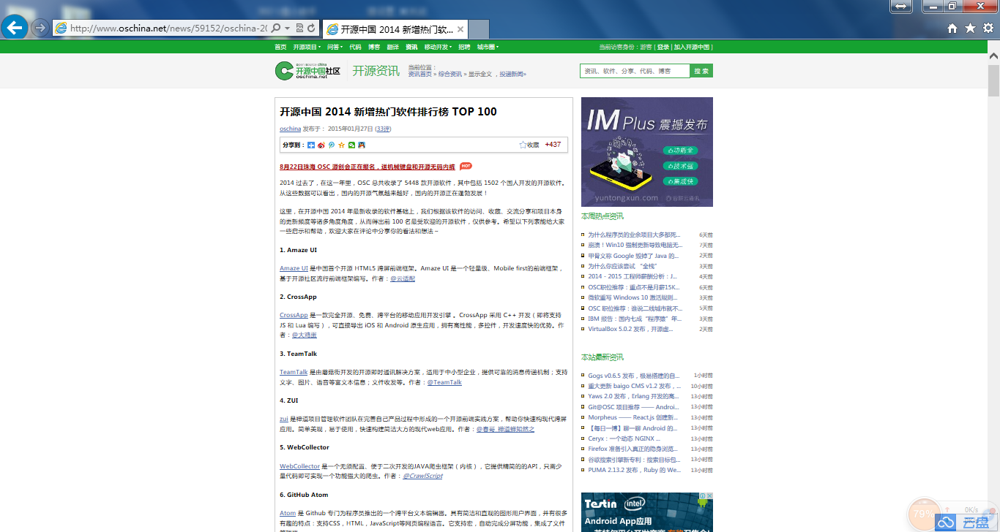 http://www.oschina.net/news/59152/oschina-20
开源中国 2014 新增热门软...
首页 开源项目 问答 代码 博客 翻译 资讯 移动开发 招聘 城市圈
当前访客身份：游客 [ 登录 | 加入开源中国 ]
open source china
开源中国社区
oschina.net
开源资讯
当前位置：
资讯首页 » 综合资讯 » 显示全文 ，投递新闻»
资讯、软件、分享、代码、博客
搜 索
开源中国 2014 新增热门软件排行榜 TOP 100
oschina 发布于： 2015年01月27日 (33评)
分享到：
收藏 +437
8月22日珠海 OSC 源创会正在报名，送机械键盘和开源无码内裤 HOT
2014 过去了，在这一年里，OSC 总共收录了 5448 款开源软件，其中包括 1502 个国人开发的开源软件。
从这些数据可以看出，国内的开源气氛越来越好，国内的开源正在蓬勃发展！
这里，在开源中国 2014 年最新收录的软件基础上，我们根据该软件的访问、收藏、交流分享和项目本身
的更新频度等诸多角度角度，从而得出前 100 名最受欢迎的开源软件，仅供参考。希望以下列表能给大家
一些启示和帮助，欢迎大家在评论中分享你的看法和想法～
1. Amaze UI
Amaze UI 是中国首个开源 HTML5 跨屏前端框架。Amaze UI 是一个轻量级、Mobile first的前端框架，
基于开源社区流行前端框架编写。作者：@云适配
2. CrossApp
CrossApp 是一款完全开源、免费、跨平台的移动应用开发引擎 。CrossApp 采用 C++ 开发（即将支持
JS 和 Lua 编写），可直接导出 iOS 和 Android 原生应用，拥有高性能，多控件，开发速度快的优势。作
者：@大鸡蛋
3. TeamTalk
TeamTalk 是由蘑菇街开发的开源即时通讯解决方案，适用于中小型企业，提供可靠的消息传递机制；支持
文字、图片、语音等富文本信息；文件收发等。作者：@TeamTalk
4. ZUI
zui 是禅道项目管理软件团队在完善自己产品过程中形成的一个开源前端实践方案，帮助你快速构现代跨屏
应用。简单美观，易于使用，快速构建简洁大方的现代web应用。作者：@春哥_禅道蝉知然之
5. WebCollector
WebCollector 是一个无须配置、便于二次开发的JAVA爬虫框架（内核），它提供精简的的API，只需少
量代码即可实现一个功能强大的爬虫。作者：@CrawlScript
6. GitHub Atom
Atom 是 Github 专门为程序员推出的一个跨平台文本编辑器。具有简洁和直观的图形用户界面，并有很多
有趣的特点：支持CSS，HTML，JavaScript等网页编程语言。它支持宏，自动完成分屏功能，集成了文件
IM Plus 震撼发布
功能全
技术强
集成快
yuntongxun.com
容联云通讯
本周热点资讯
为什么程序员的业余项目大多都死... 6天前
崩溃！Win10 强制更新导致电脑无... 7天前
甲骨文称 Google 毁掉了 Java 的... 2天前
为什么你应该尝试 “全栈” 3天前
2014 - 2015 工程师薪酬分析：J... 4天前
OSC职位推荐：重点不是月薪15K... 6天前
微软重写 Windows 10 激活规则... 3天前
OSC 职位推荐：谁说二线城市就不... 5天前
IBM 报告：国内七成“程序猿”年... 3天前
VirtualBox 5.0.2 发布，开源虚... 2天前
本站最新资讯
Gogs v0.6.5 发布，极易搭建的自... 1小时前
重大更新 baigo CMS v1.2 发布，... 10小时前
Yaws 2.0 发布，Erlang 开发的高... 13小时前
Git@OSC 项目推荐 —— Androi... 13小时前
Morpheus —— React.js 创建新... 13小时前
【每日一博】聊一聊 Android 的... 13小时前
Ceryx：一个动态 NGINX ... 13小时前
Firefox 准备引入真正的隐身浏览... 13小时前
谷歌搜索引擎新专利：搜索目标包... 13小时前
PUMA 2.13.2 发布，Ruby 的 We... 13小时前
Testin intel
Android App应用
79%
0K/s
云盘